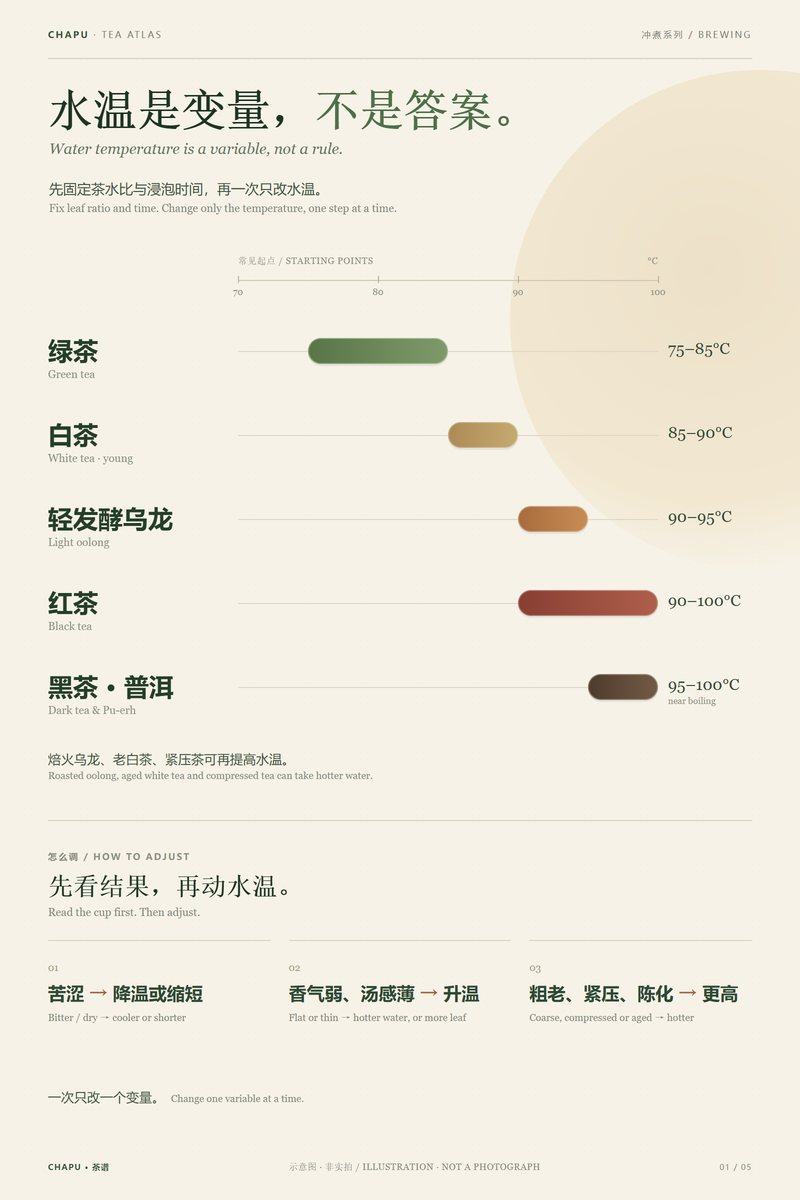 CHAPU · TEA ATLAS
冲煮系列 / BREWING
水温是变量，不是答案。
Water temperature is a variable, not a rule.
先固定茶水比与浸泡时间，再一次只改水温。
Fix leaf ratio and time. Change only the temperature, one step at a time.
常见起点 / STARTING POINTS
°C
70 80 90 100
绿茶
75–85°C
Green tea
白茶
85–90°C
White tea · young
轻发酵乌龙
90–95°C
Light oolong
红茶
90–100°C
Black tea
黑茶 · 普洱
95–100°C
near boiling
Dark tea & Pu-erh
焙火乌龙、老白茶、紧压茶可再提高水温。
Roasted oolong, aged white tea and compressed tea can take hotter water.
怎么调 / HOW TO ADJUST
先看结果，再动水温。
Read the cup first. Then adjust.
01
苦涩 → 降温或缩短
Bitter / dry → cooler or shorter
02
香气弱、汤感薄 → 升温
Flat or thin → hotter water, or more leaf
03
粗老、紧压、陈化 → 更高
Coarse, compressed or aged → hotter
一次只改一个变量。 Change one variable at a time.
CHAPU · 茶谱
示意图 · 非实拍 / ILLUSTRATION · NOT A PHOTOGRAPH
01 / 05